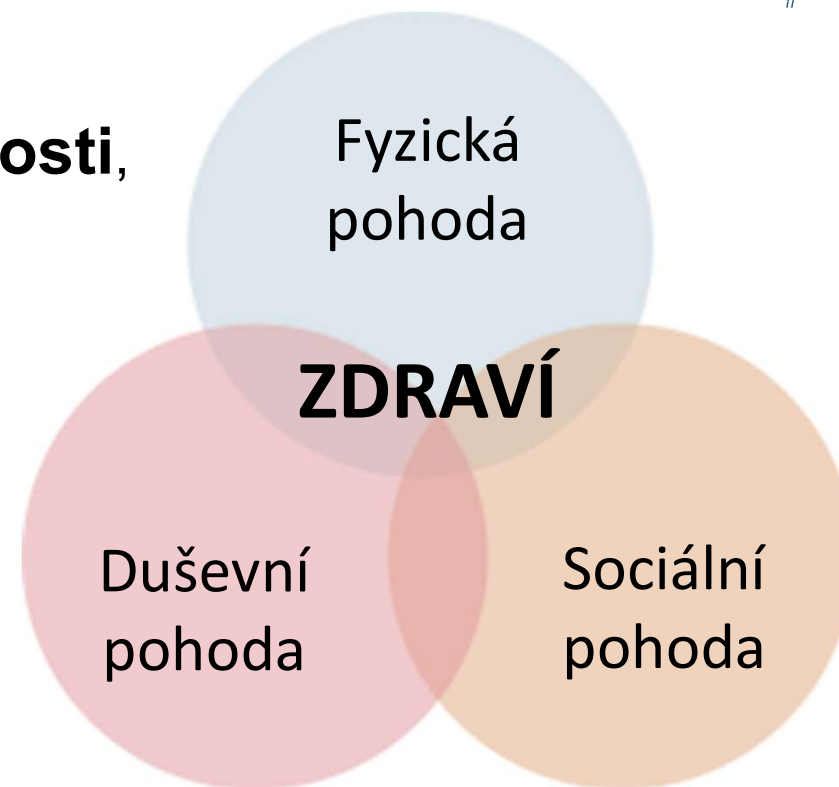 osti,
Fyzická
pohoda
ZDRAVÍ
Duševní
pohoda
Sociální
pohoda